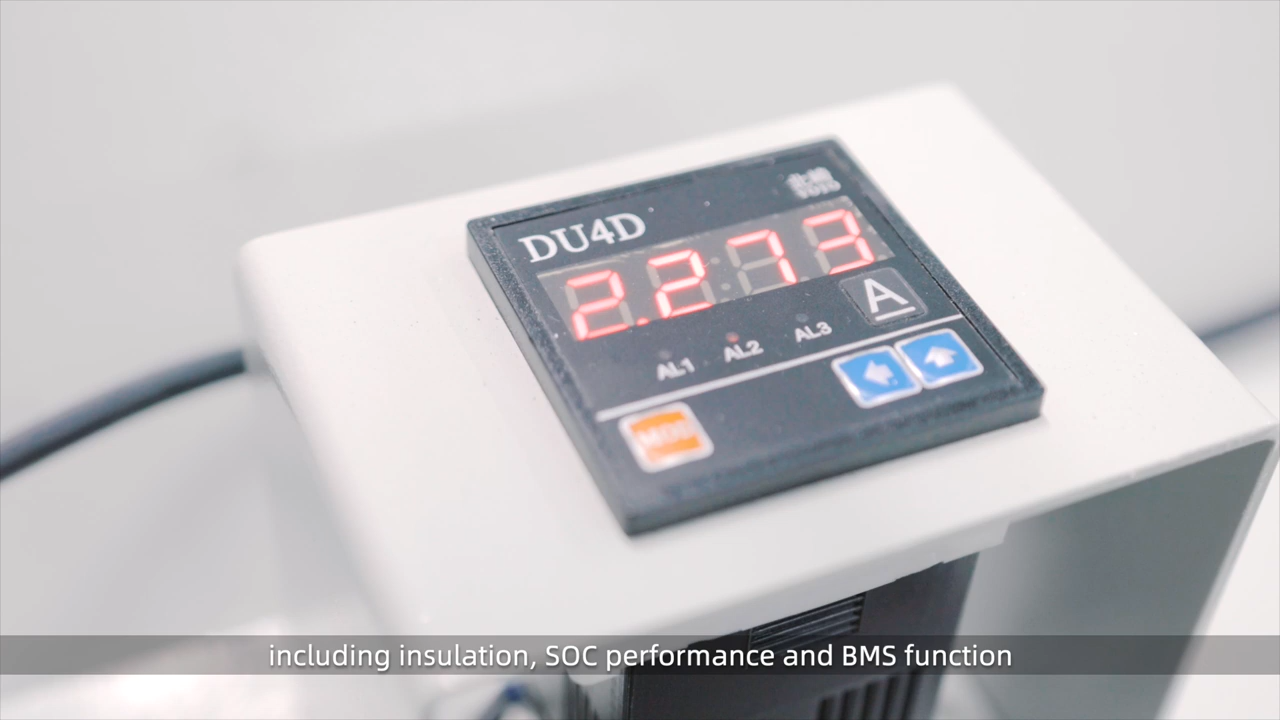 DU4D
2.273
A
AL1 AL2 AL3
including insulation, SOC performance and BMS function